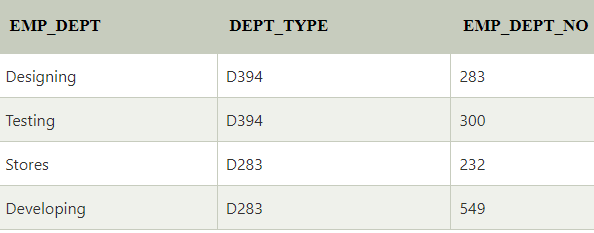 EMP_DEPT DEPT_TYPE EMP_DEPT_NO
Designing D394 283
Testing D394 300
Stores D283 232
Developing D283 549